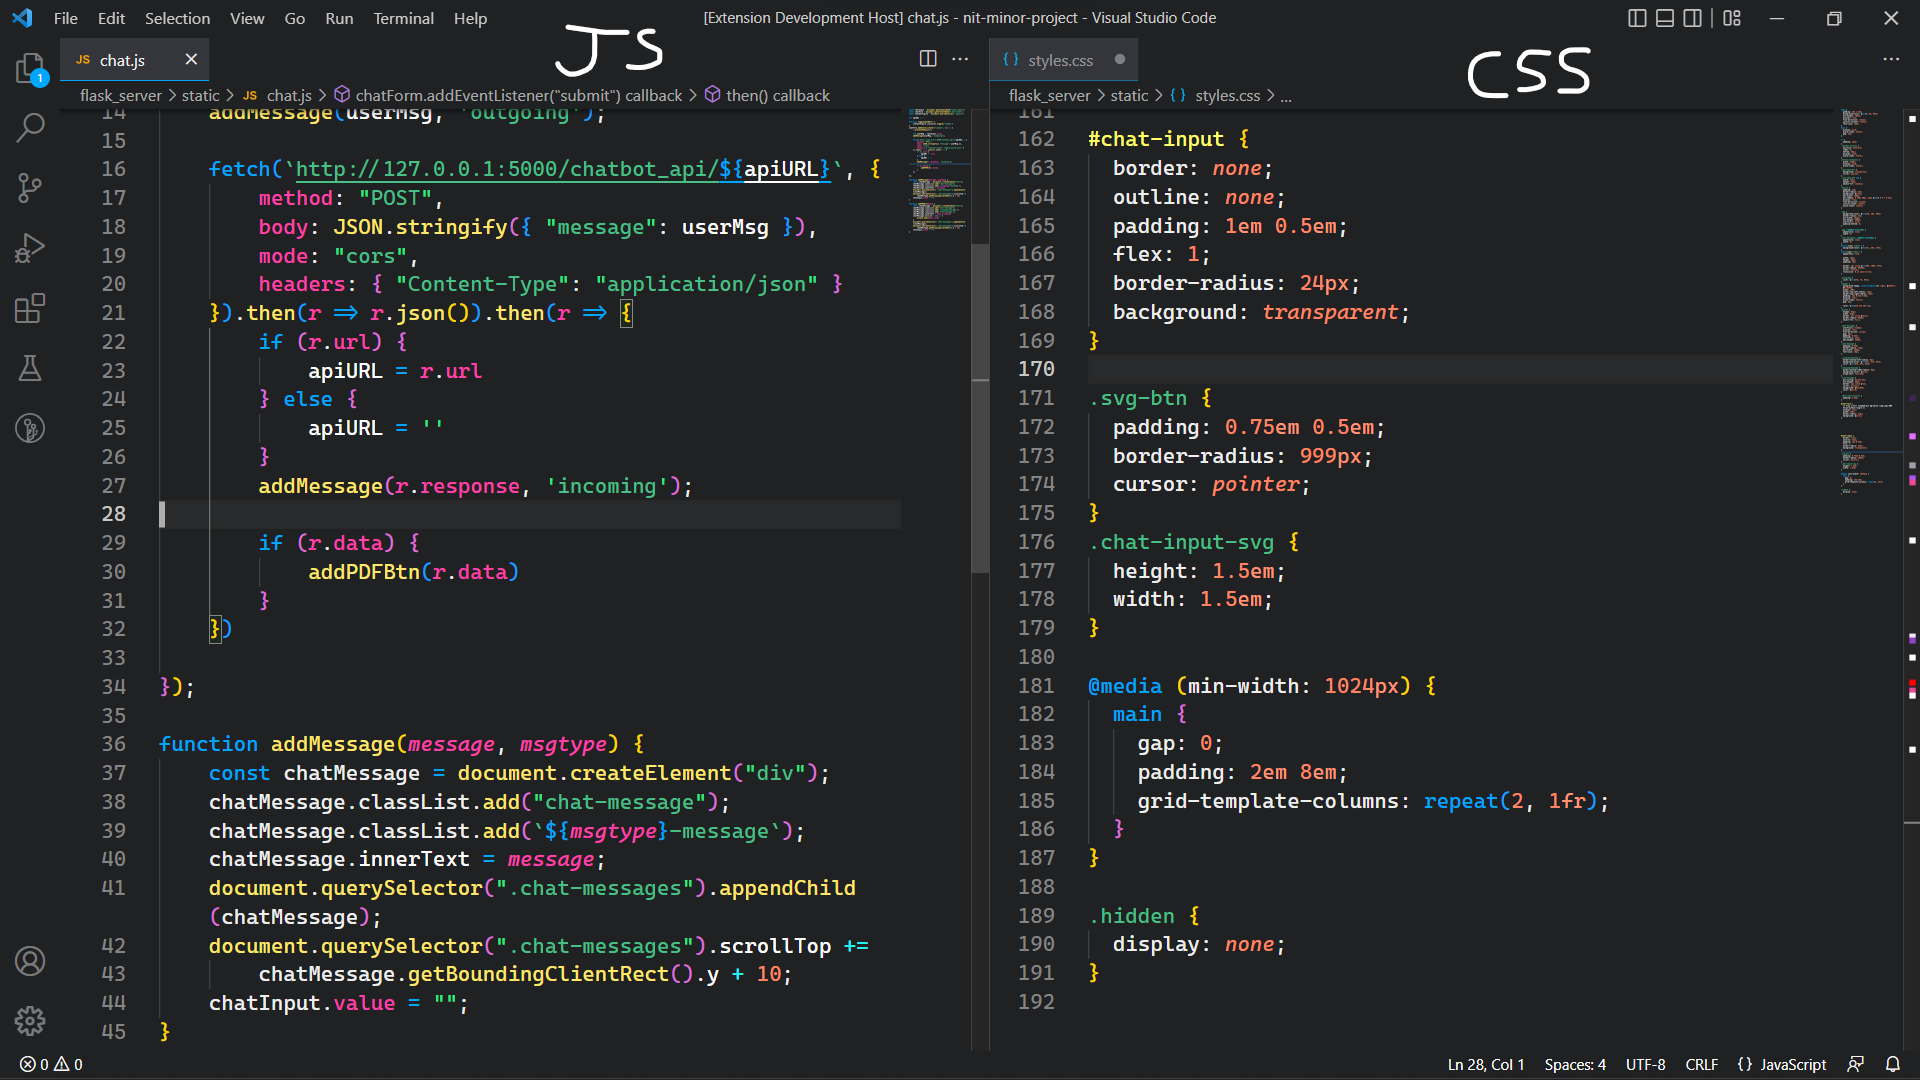 File Edit Selection View Go Run Terminal Help
[Extension Development Host] chat.js - nit-minor-project - Visual Studio Code
JS chat.js
JS
flask_server > static > JS chat.js > chatForm.addEventListener("submit") callback > then() callback
14 addMessage(userMsg, 'outgoing');
15
16 fetch(`http://127.0.0.1:5000/chatbot_api/${apiURL}`, {
17 method: "POST",
18 body: JSON.stringify({ "message": userMsg }),
19 mode: "cors",
20 headers: { "Content-Type": "application/json" }
21 }).then(r => r.json()).then(r => {
22 if (r.url) {
23 apiURL = r.url
24 } else {
25 apiURL = ''
26 }
27 addMessage(r.response, 'incoming');
28
29 if (r.data) {
30 addPDFBtn(r.data)
31 }
32 })
33
34 });
35
36 function addMessage(message, msgtype) {
37 const chatMessage = document.createElement("div");
38 chatMessage.classList.add("chat-message");
39 chatMessage.classList.add(`${msgtype}-message`);
40 chatMessage.innerText = message;
41 document.querySelector(".chat-messages").appendChild
(chatMessage);
42 document.querySelector(".chat-messages").scrollTop +=
43 chatMessage.getBoundingClientRect().y + 10;
44 chatInput.value = "";
45 }
{ } styles.css
CSS
flask_server > static > { } styles.css > ...
161
162 #chat-input {
163 border: none;
164 outline: none;
165 padding: 1em 0.5em;
166 flex: 1;
167 border-radius: 24px;
168 background: transparent;
169 }
170
171 .svg-btn {
172 padding: 0.75em 0.5em;
173 border-radius: 999px;
174 cursor: pointer;
175 }
176 .chat-input-svg {
177 height: 1.5em;
178 width: 1.5em;
179 }
180
181 @media (min-width: 1024px) {
182 main {
183 gap: 0;
184 padding: 2em 8em;
185 grid-template-columns: repeat(2, 1fr);
186 }
187 }
188
189 .hidden {
190 display: none;
191 }
192
1
0 0
Ln 28, Col 1 Spaces: 4 UTF-8 CRLF { } JavaScript